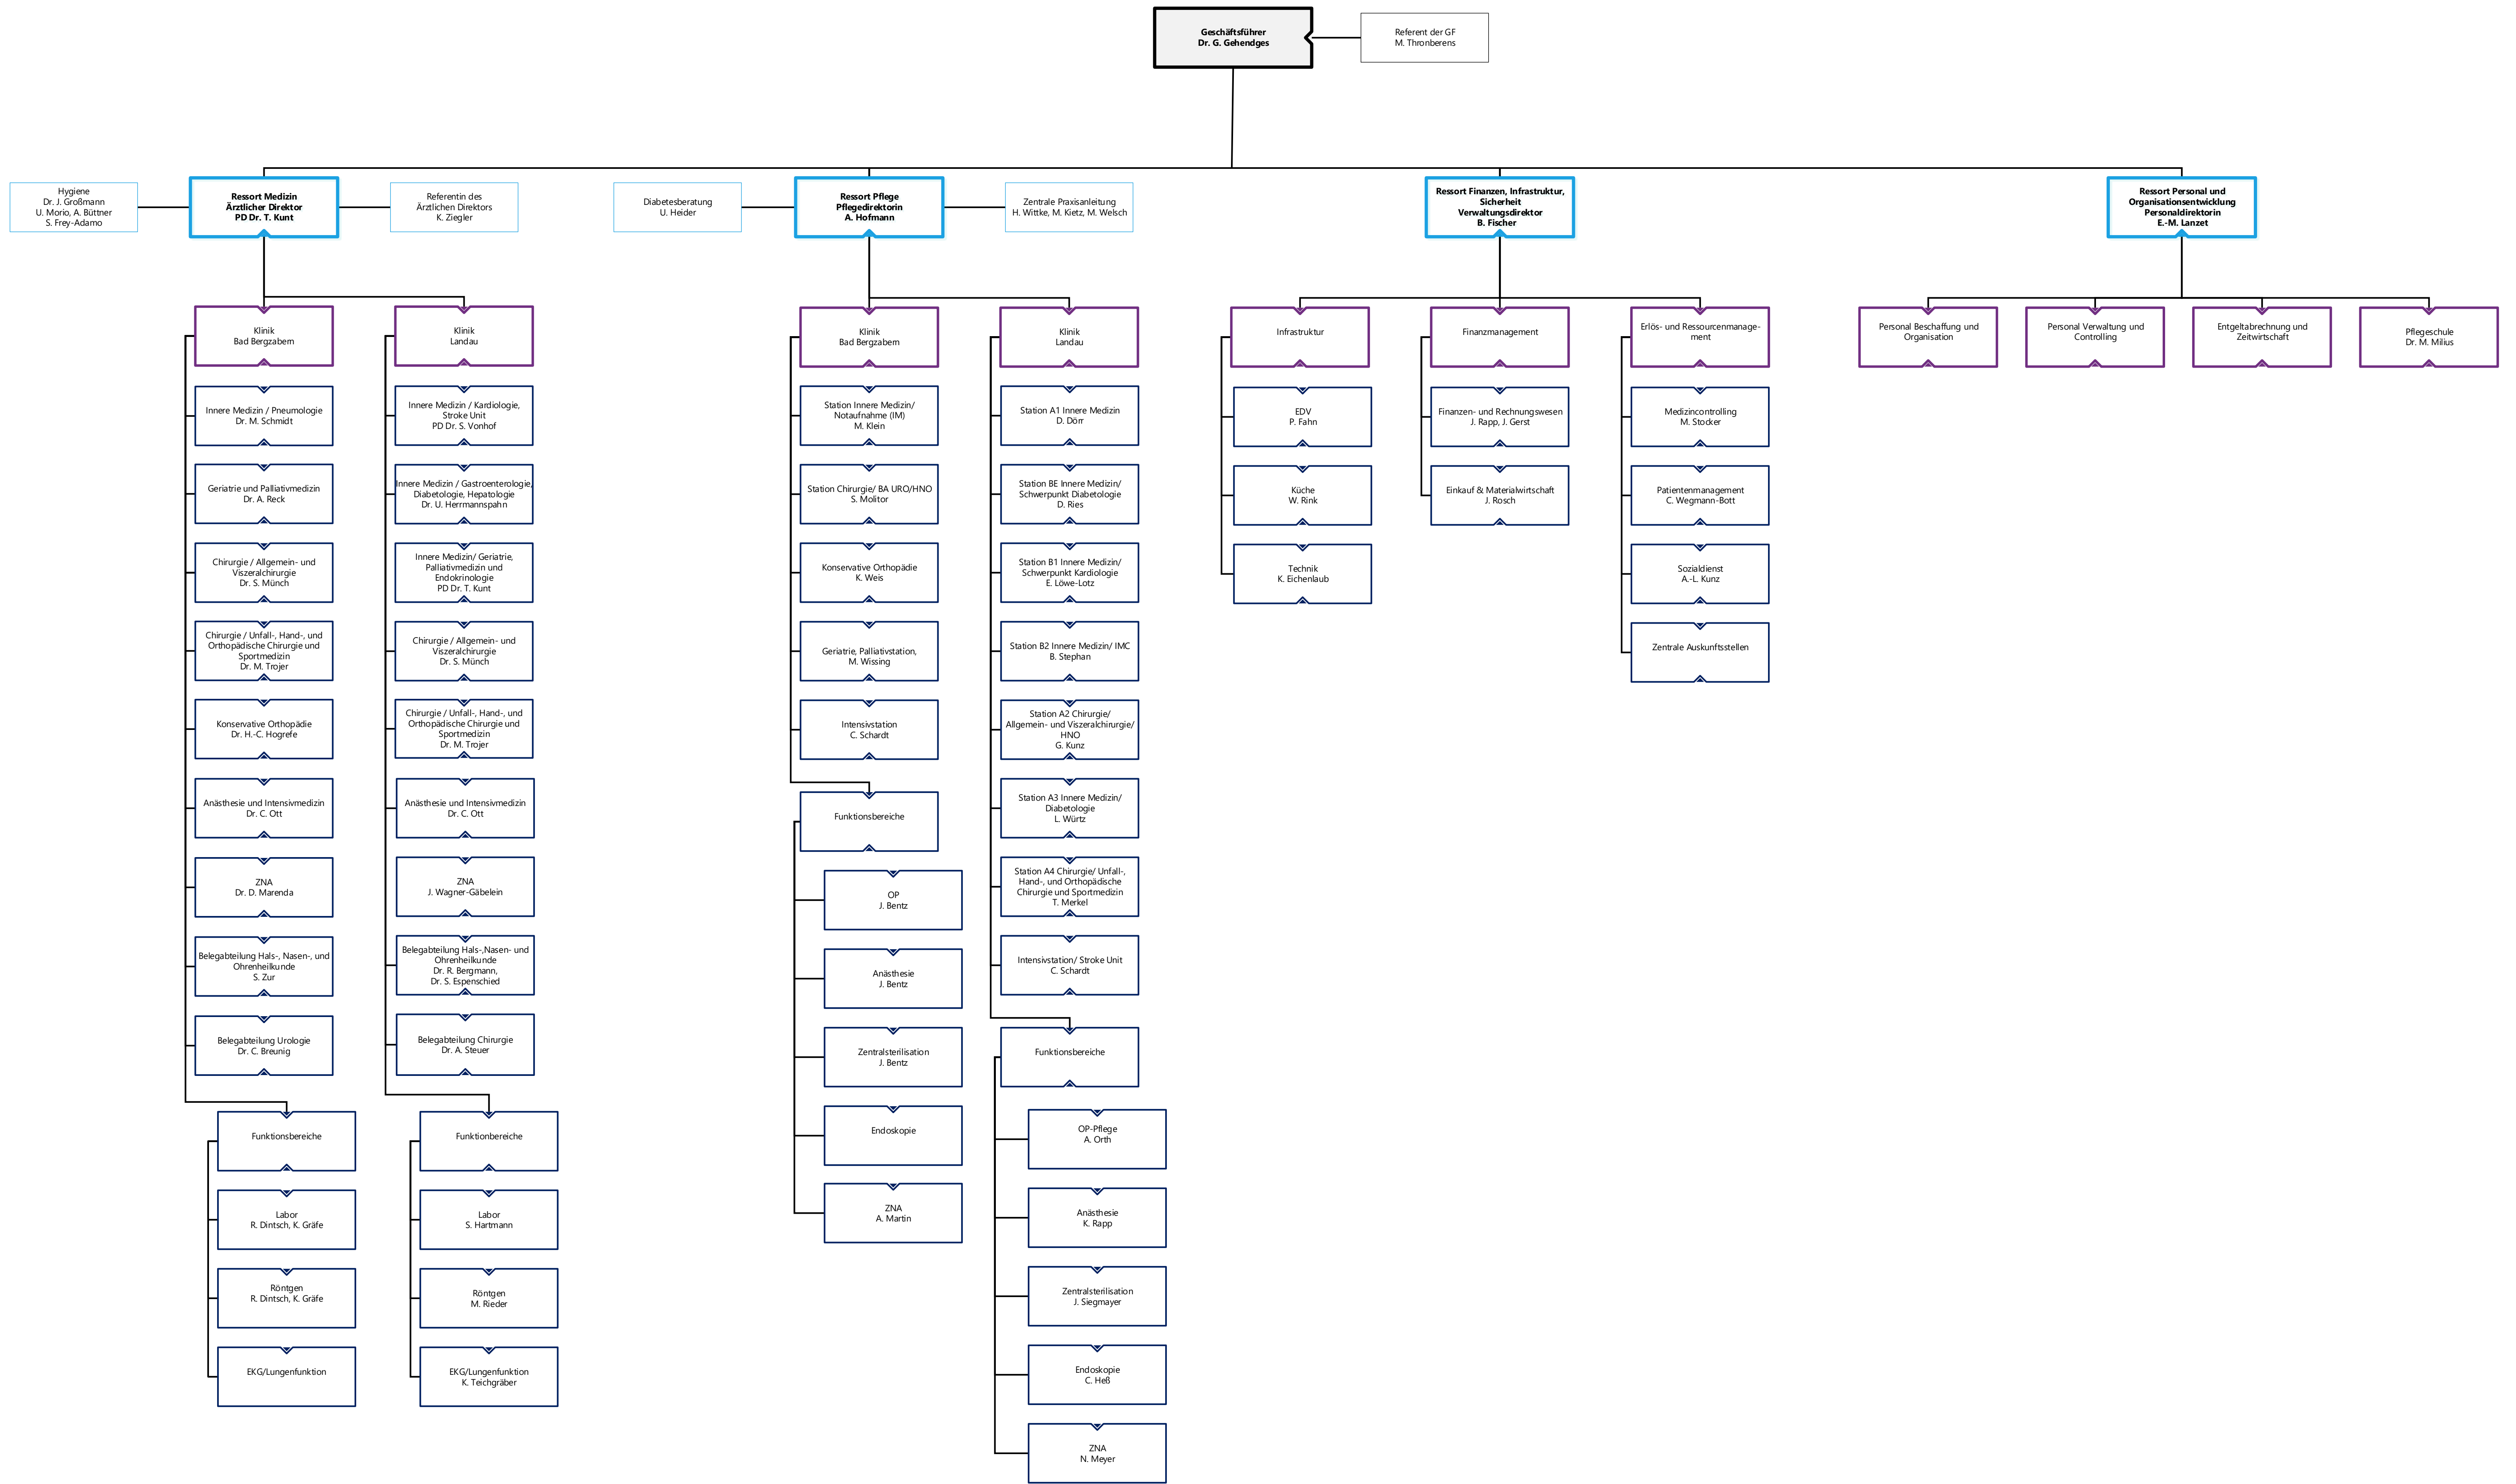 Geschäftsführer
Dr. G. Gehendges
Referent der GF
M. Thronberens
Hygiene
Dr. J. Großmann
U. Morio, A. Büttner
S. Frey-Adamo
Ressort Medizin
Ärztlicher Direktor
PD Dr. T. Kunt
Referentin des
Ärztlichen Direktors
K. Ziegler
Diabetesberatung
U. Heider
Ressort Pflege
Pflegedirektorin
A. Hofmann
Zentrale Praxisanleitung
H. Wittke, M. Kietz, M. Welsch
Ressort Finanzen, Infrastruktur,
Sicherheit
Verwaltungsdirektor
B. Fischer
Ressort Personal und
Organisationsentwicklung
Personaldirektorin
E.-M. Lanzet
Klinik
Bad Bergzabern
Innere Medizin / Pneumologie
Dr. M. Schmidt
Geriatrie und Palliativmedizin
Dr. A. Reck
Chirurgie / Allgemein- und
Viszeralchirurgie
Dr. S. Münch
Chirurgie / Unfall-, Hand-, und
Orthopädische Chirurgie und
Sportmedizin
Dr. M. Trojer
Konservative Orthopädie
Dr. H.-C. Hogrefe
Anästhesie und Intensivmedizin
Dr. C. Ott
ZNA
Dr. D. Marenda
Belegabteilung Hals-, Nasen-, und
Ohrenheilkunde
S. Zur
Belegabteilung Urologie
Dr. C. Breunig
Funktionsbereiche
Labor
R. Dintsch, K. Gräfe
Röntgen
R. Dintsch, K. Gräfe
EKG/Lungenfunktion
Klinik
Landau
Innere Medizin / Kardiologie,
Stroke Unit
PD Dr. S. Vonhof
Innere Medizin / Gastroenterologie,
Diabetologie, Hepatologie
Dr. U. Herrmannspahn
Innere Medizin/ Geriatrie,
Palliativmedizin und
Endokrinologie
PD Dr. T. Kunt
Chirurgie / Allgemein- und
Viszeralchirurgie
Dr. S. Münch
Chirurgie / Unfall-, Hand-, und
Orthopädische Chirurgie und
Sportmedizin
Dr. M. Trojer
Anästhesie und Intensivmedizin
Dr. C. Ott
ZNA
J. Wagner-Gäbelein
Belegabteilung Hals-,Nasen- und
Ohrenheilkunde
Dr. R. Bergmann,
Dr. S. Espenschied
Belegabteilung Chirurgie
Dr. A. Steuer
Funktionbereiche
Labor
S. Hartmann
Röntgen
M. Rieder
EKG/Lungenfunktion
K. Teichgräber
Klinik
Bad Bergzabern
Station Innere Medizin/
Notaufnahme (IM)
M. Klein
Station Chirurgie/ BA URO/HNO
S. Molitor
Konservative Orthopädie
K. Weis
Geriatrie, Palliativstation,
M. Wissing
Intensivstation
C. Schardt
Funktionsbereiche
OP
J. Bentz
Anästhesie
J. Bentz
Zentralsterilisation
J. Bentz
Endoskopie
ZNA
A. Martin
Klinik
Landau
Station A1 Innere Medizin
D. Dörr
Station BE Innere Medizin/
Schwerpunkt Diabetologie
D. Ries
Station B1 Innere Medizin/
Schwerpunkt Kardiologie
E. Löwe-Lotz
Station B2 Innere Medizin/ IMC
B. Stephan
Station A2 Chirurgie/
Allgemein- und Viszeralchirurgie/
HNO
G. Kunz
Station A3 Innere Medizin/
Diabetologie
L. Würtz
Station A4 Chirurgie/ Unfall-,
Hand-, und Orthopädische
Chirurgie und Sportmedizin
T. Merkel
Intensivstation/ Stroke Unit
C. Schardt
Funktionsbereiche
OP-Pflege
A. Orth
Anästhesie
K. Rapp
Zentralsterilisation
J. Siegmayer
Endoskopie
C. Heß
ZNA
N. Meyer
Infrastruktur
EDV
P. Fahn
Küche
W. Rink
Technik
K. Eichenlaub
Finanzmanagement
Finanzen- und Rechnungswesen
J. Rapp, J. Gerst
Einkauf & Materialwirtschaft
J. Rosch
Erlös- und Ressourcenmanage-
ment
Medizincontrolling
M. Stocker
Patientenmanagement
C. Wegmann-Bott
Sozialdienst
A.-L. Kunz
Zentrale Auskunftsstellen
Personal Beschaffung und
Organisation
Personal Verwaltung und
Controlling
Entgeltabrechnung und
Zeitwirtschaft
Pflegeschule
Dr. M. Milius